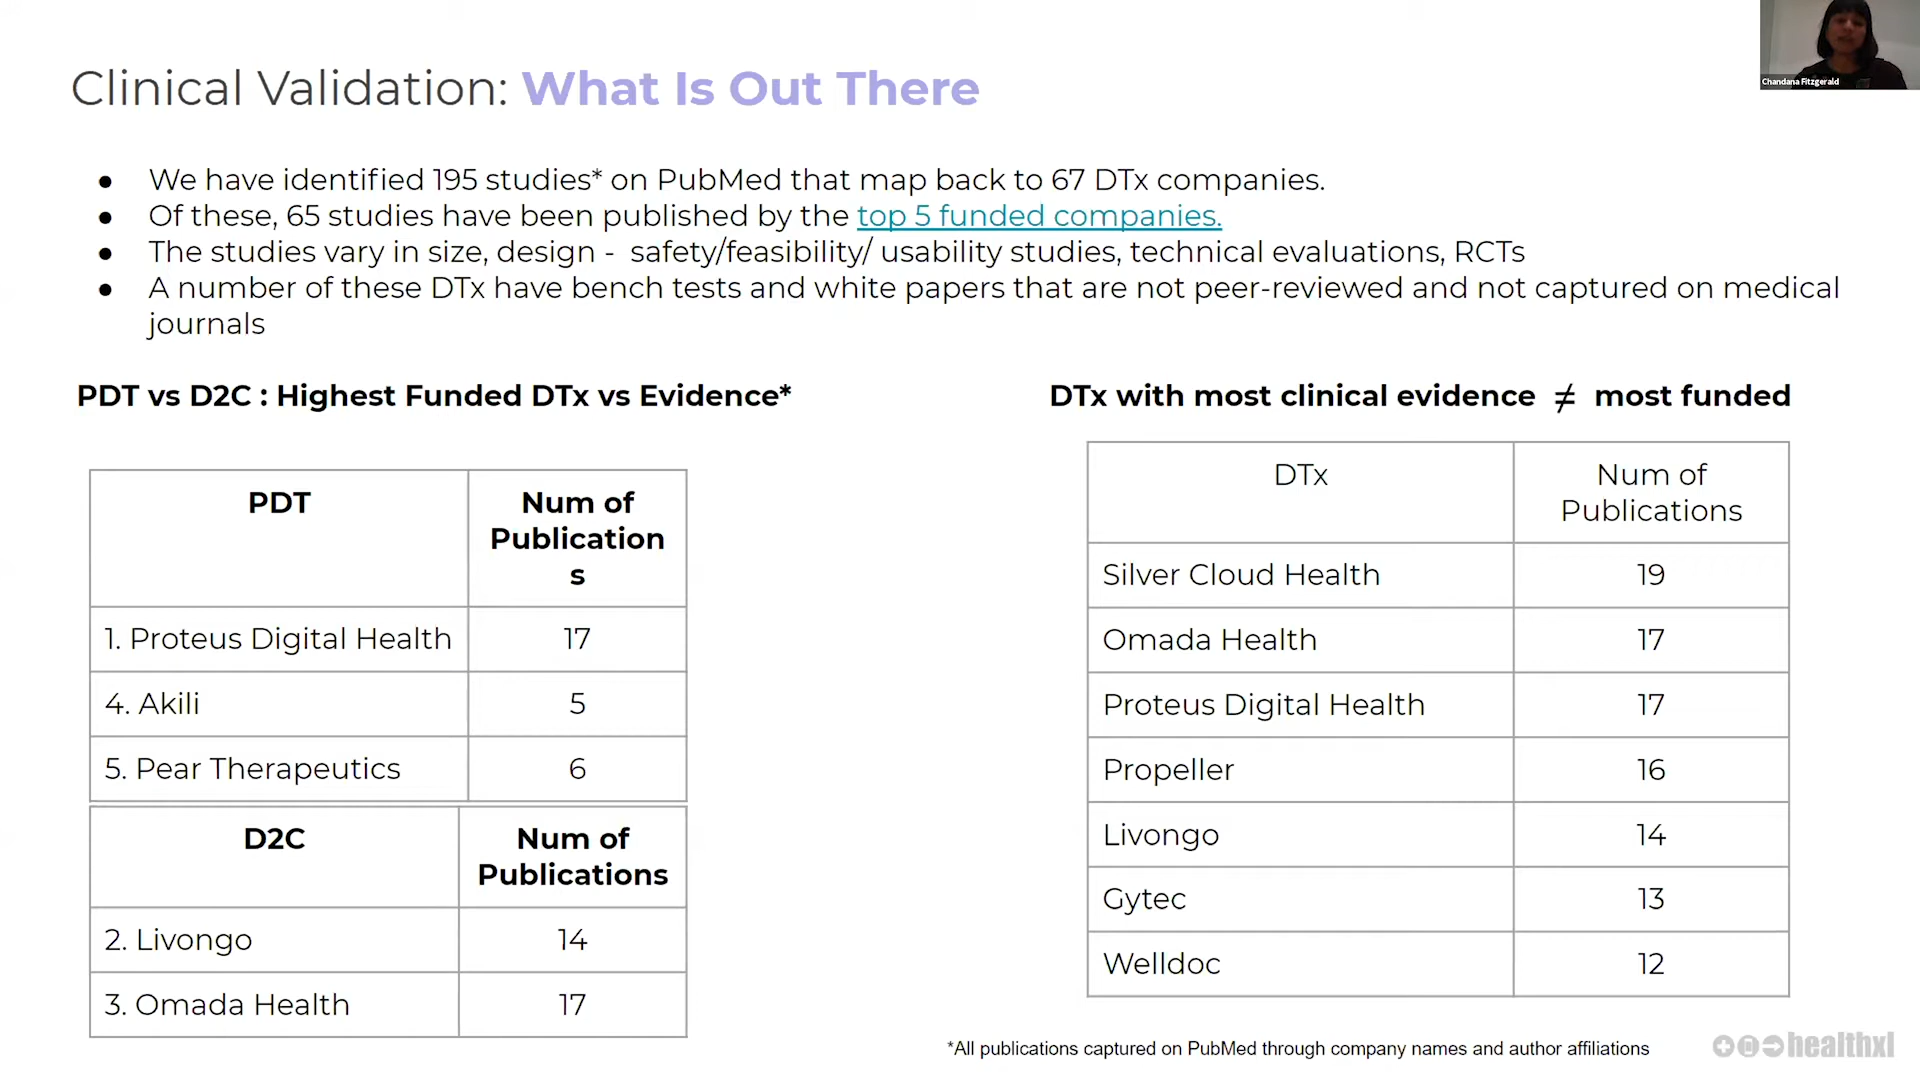 Clinical Validation: What Is Out There
Chandana Fitzgerald
● We have identified 195 studies* on PubMed that map back to 67 DTx companies.
● Of these, 65 studies have been published by the top 5 funded companies.
● The studies vary in size, design - safety/feasibility/ usability studies, technical evaluations, RCTs
● A number of these DTx have bench tests and white papers that are not peer-reviewed and not captured on medical
journals
PDT vs D2C : Highest Funded DTx vs Evidence*
PDT
Num of
Publication
s
1. Proteus Digital Health 17
4. Akili 5
5. Pear Therapeutics 6
D2C
Num of
Publications
2. Livongo 14
3. Omada Health 17
DTx with most clinical evidence ≠ most funded
DTx
Num of
Publications
Silver Cloud Health 19
Omada Health 17
Proteus Digital Health 17
Propeller 16
Livongo 14
Gytec 13
Welldoc 12
*All publications captured on PubMed through company names and author affiliations
healthxl